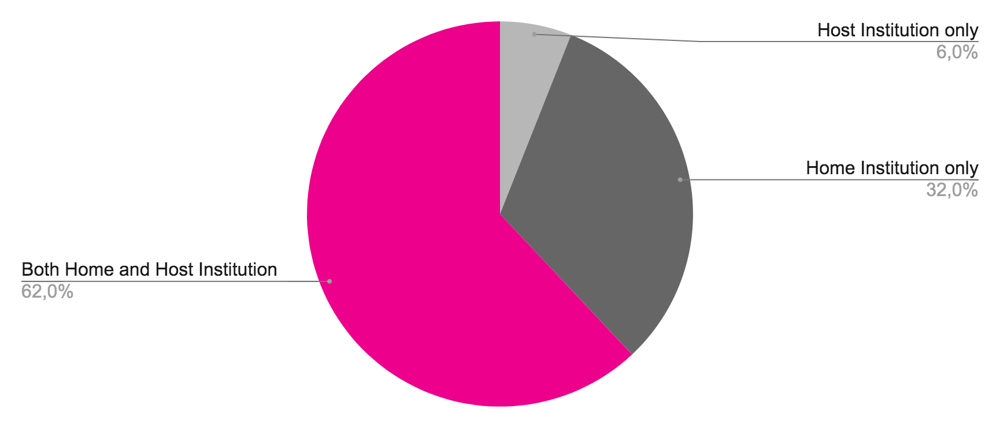 Host Institution only
6,0%
Home Institution only
32,0%
Both Home and Host Institution
62,0%